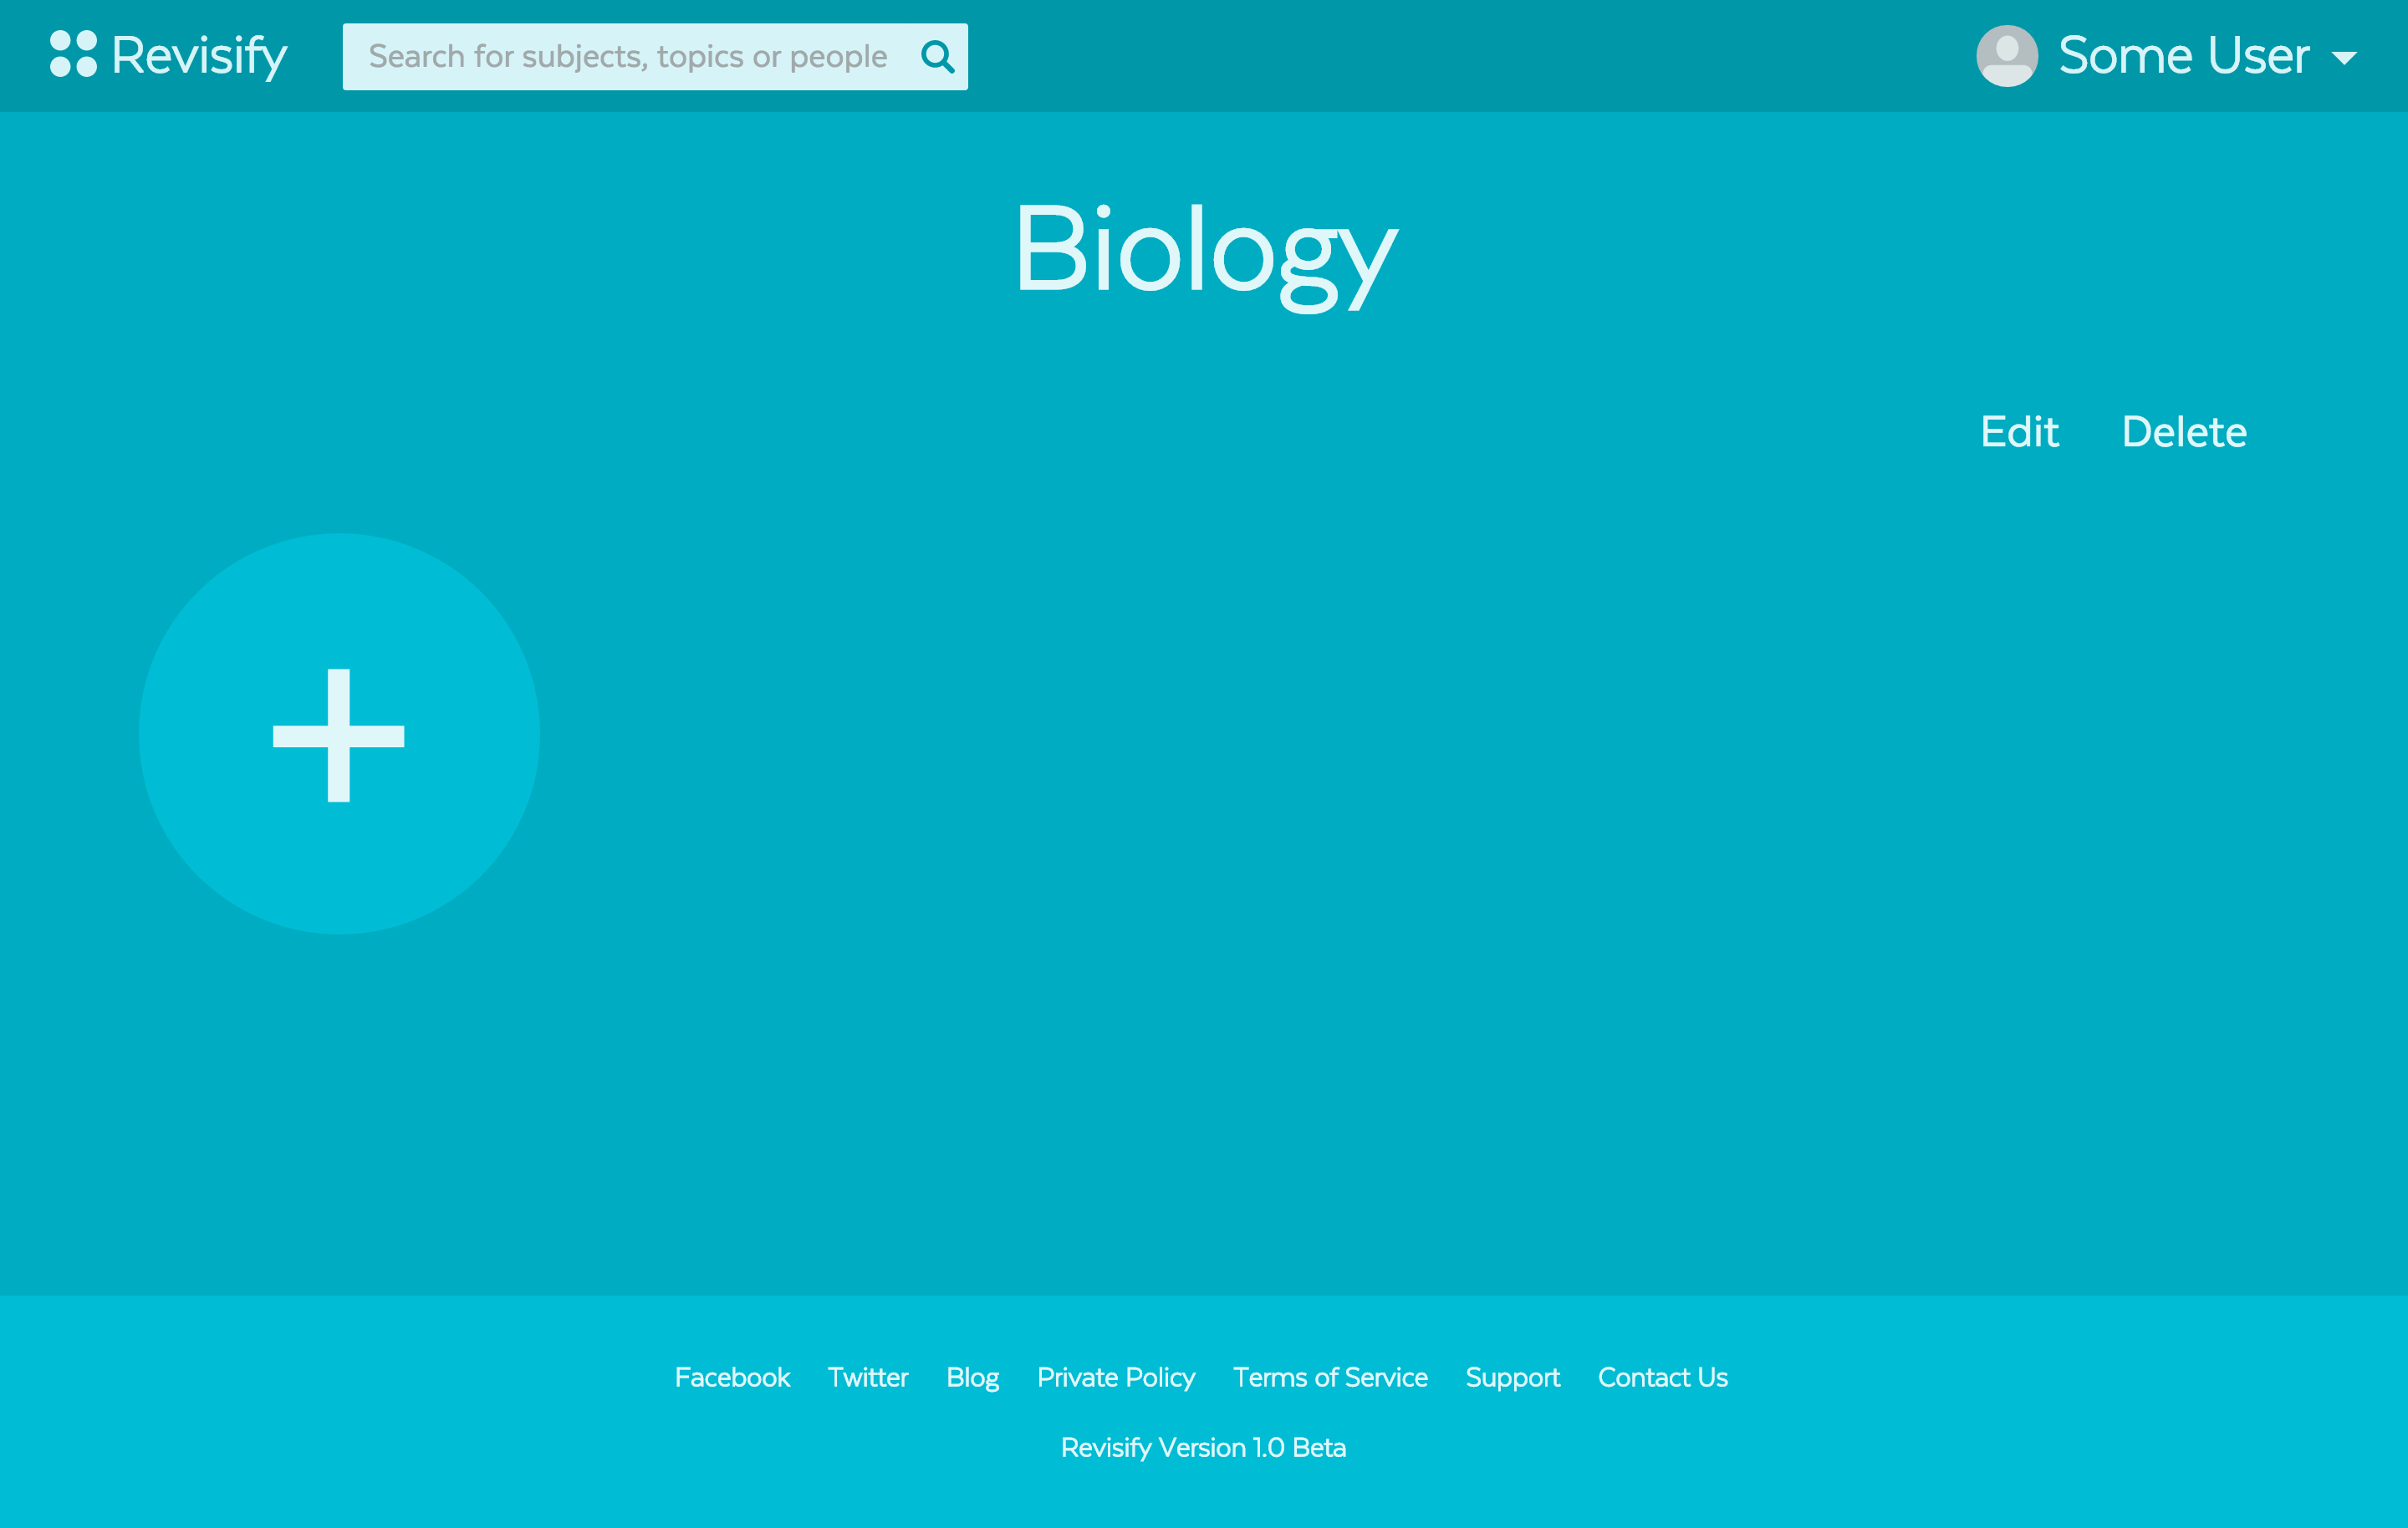 Revisify
Search for subjects, topics or people
Some User
Biology
Edit Delete
Facebook Twitter Blog Private Policy Terms of Service Support Contact Us
Revisify Version 1.0 Beta